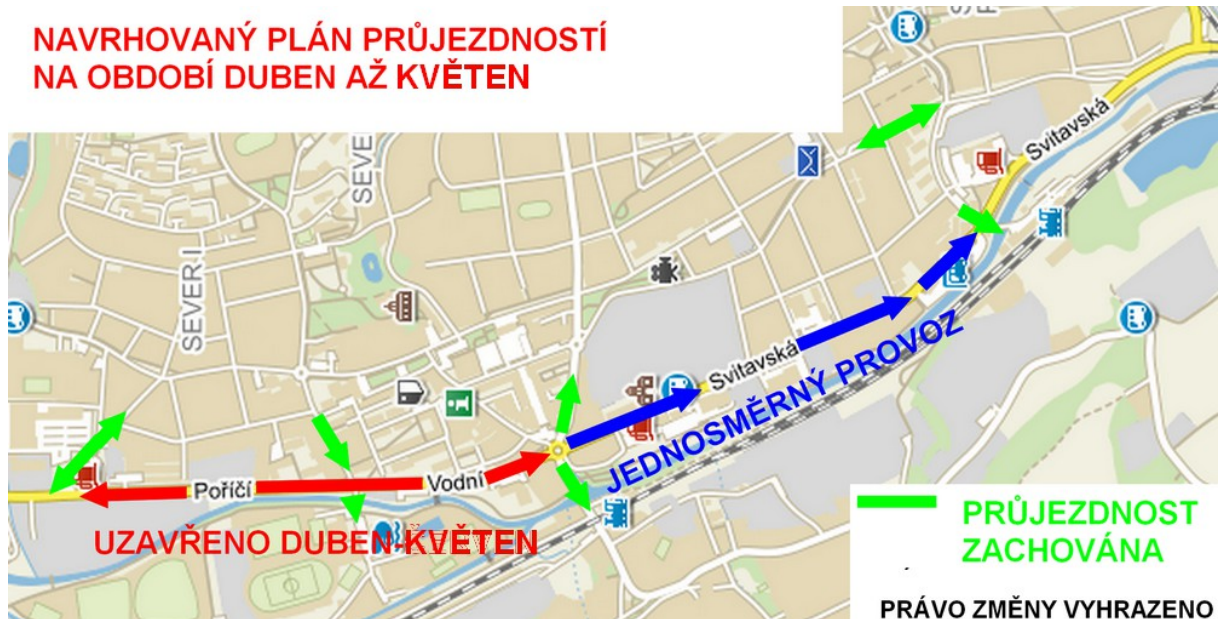 NAVRHOVANÝ PLÁN PRŮJEZDNOSTÍ
NA OBDOBÍ DUBEN AŽ KVĚTEN
SEVER
SEVER I
Svitavská
Svitavská
JEDNOSMĚRNÝ PROVOZ
Poříčí
Vodní
UZAVŘENO DUBEN-KVĚTEN
PRŮJEZDNOST
ZACHOVÁNA
PRÁVO ZMĚNY VYHRAZENO